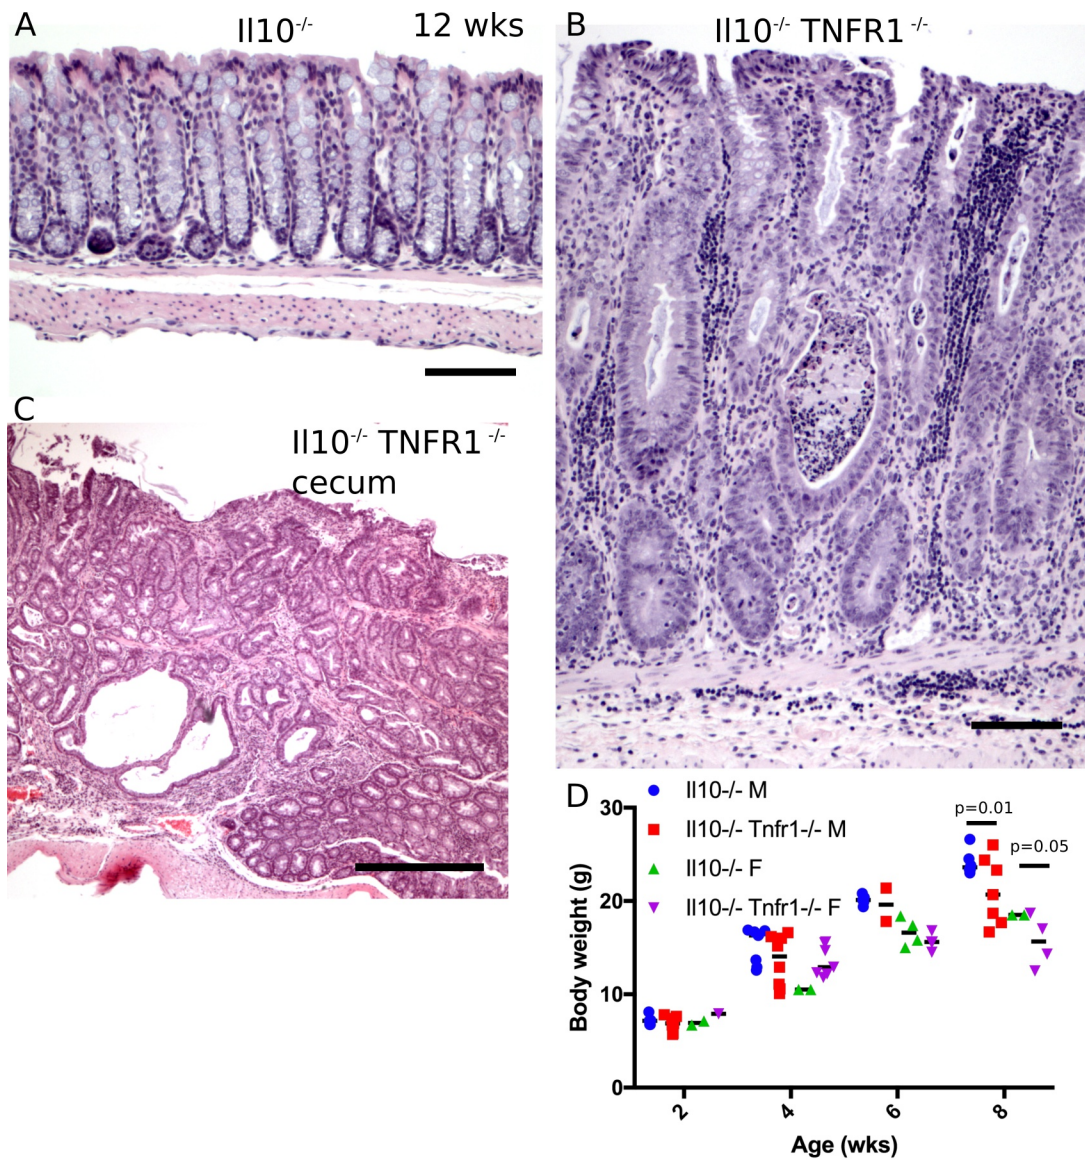 A
Il10-/-
12 wks
B
Il10-/- TNFR1 -/-
C
Il10-/- TNFR1 -/-
cecum
D
Il10-/- M
Il10-/- Tnfr1-/- M
Il10-/- F
Il10-/- Tnfr1-/- F
p=0.01
p=0.05
30
20
10
0
Body weight (g)
2
4
6
8
Age (wks)